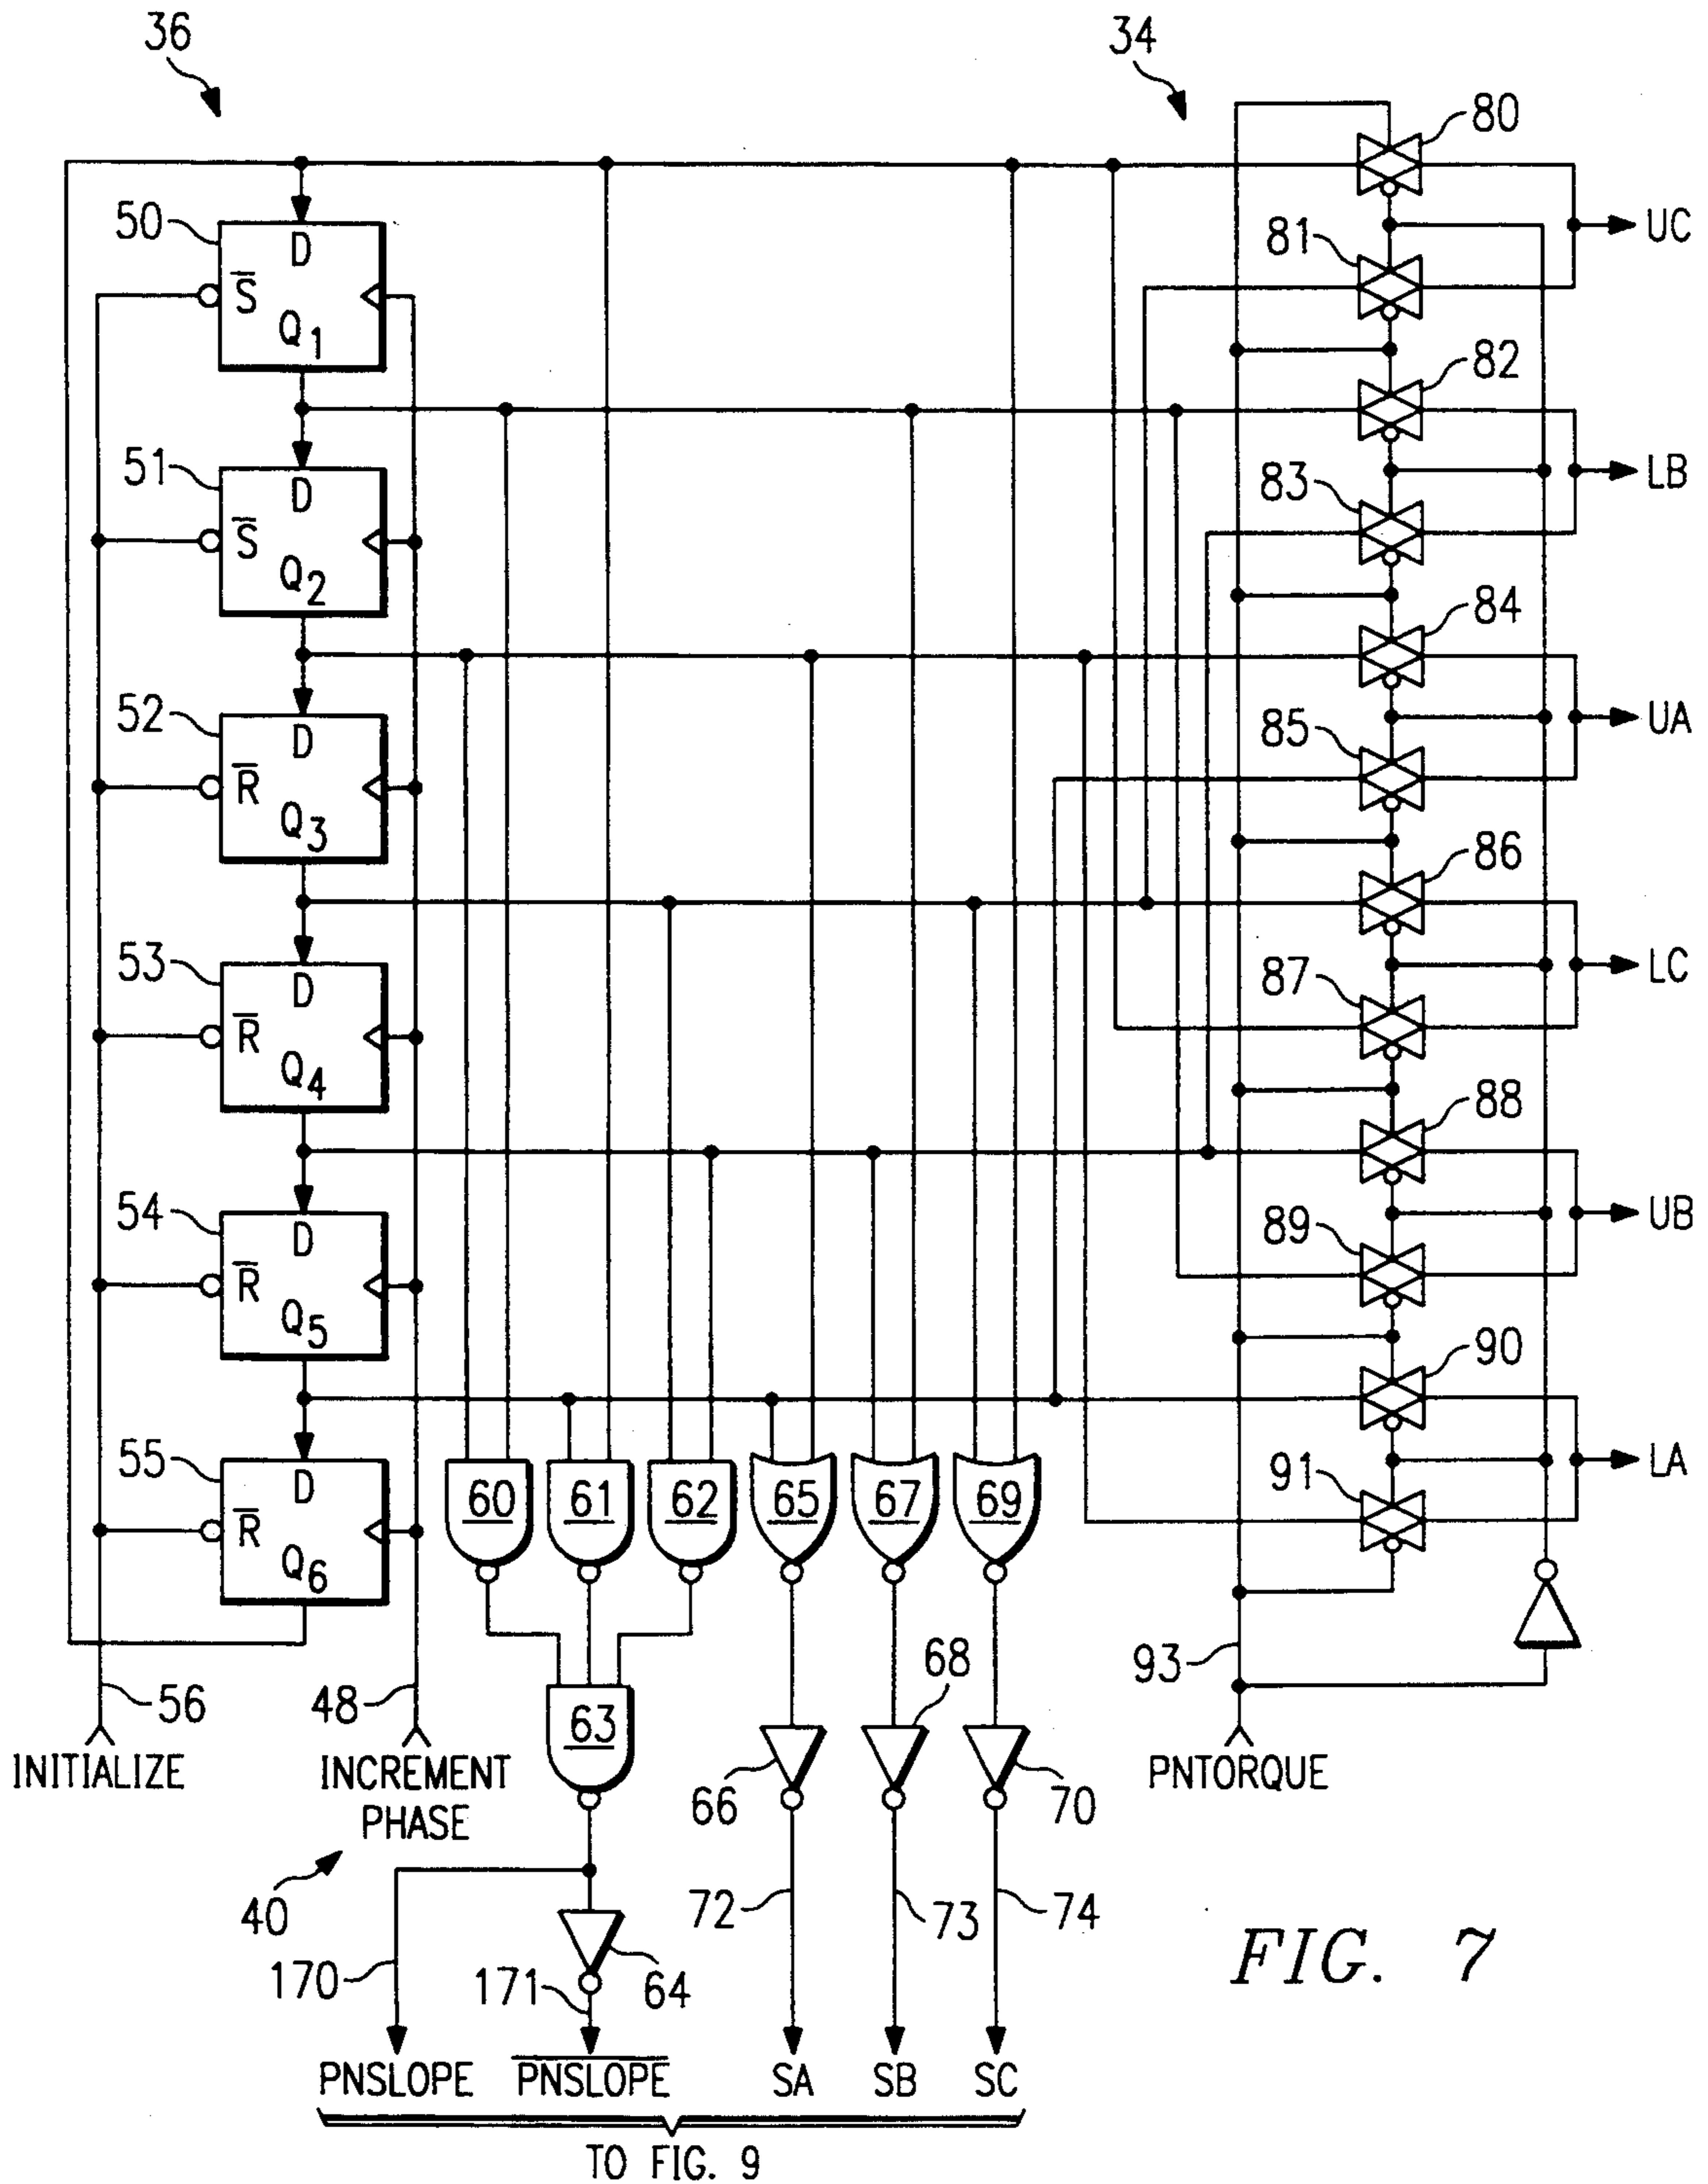 36
34
80
50
D
S̅
Q1
81
UC
82
51
D
S̅
Q2
83
LB
84
52
D
R̅
Q3
85
UA
86
53
D
R̅
Q4
87
LC
88
54
D
R̅
Q5
89
UB
90
55
D
R̅
Q6
60
61
62
65
67
69
91
LA
56
48
63
68
93
INITIALIZE
INCREMENT
PHASE
66
70
PNTORQUE
40
72
73
74
170
171
64
FIG. 7
PNSLOPE
P̅N̅S̅L̅O̅P̅E̅
SA
SB
SC
TO FIG. 9